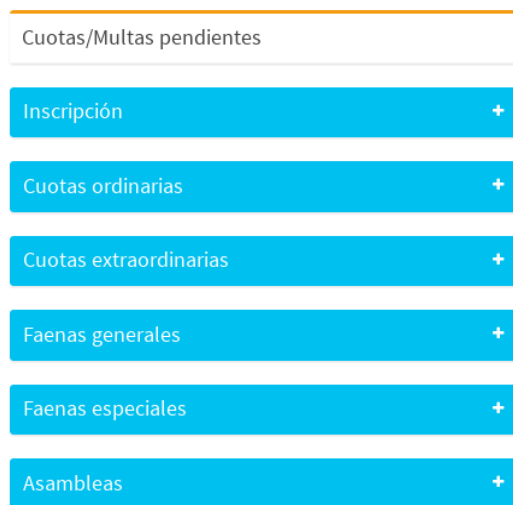 Cuotas/Multas pendientes
Inscripción +
Cuotas ordinarias +
Cuotas extraordinarias +
Faenas generales +
Faenas especiales +
Asambleas +